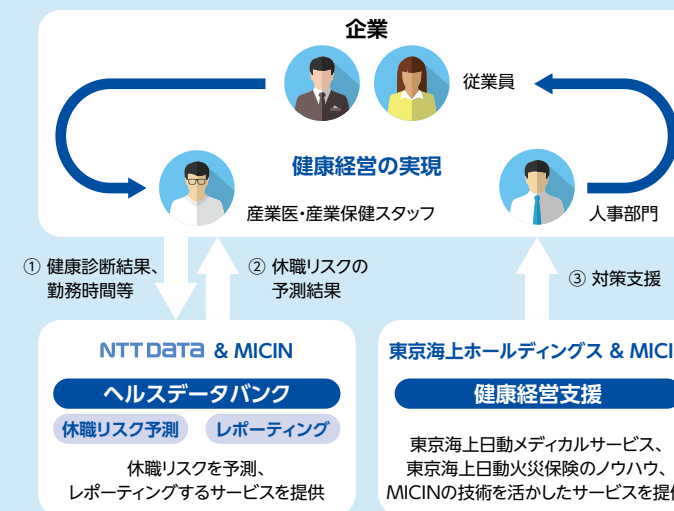 企業
従業員
健康経営の実現
産業医・産業保健スタッフ
人事部門
① 健康診断結果、
勤務時間等
② 休職リスクの
予測結果
③ 対策支援
NTT DATA & MICIN
ヘルスデータバンク
休職リスク予測 レポーティング
休職リスクを予測、
レポーティングするサービスを提供
東京海上ホールディングス & MICI
健康経営支援
東京海上日動メディカルサービス、
東京海上日動火災保険のノウハウ、
MICINの技術を活かしたサービスを提